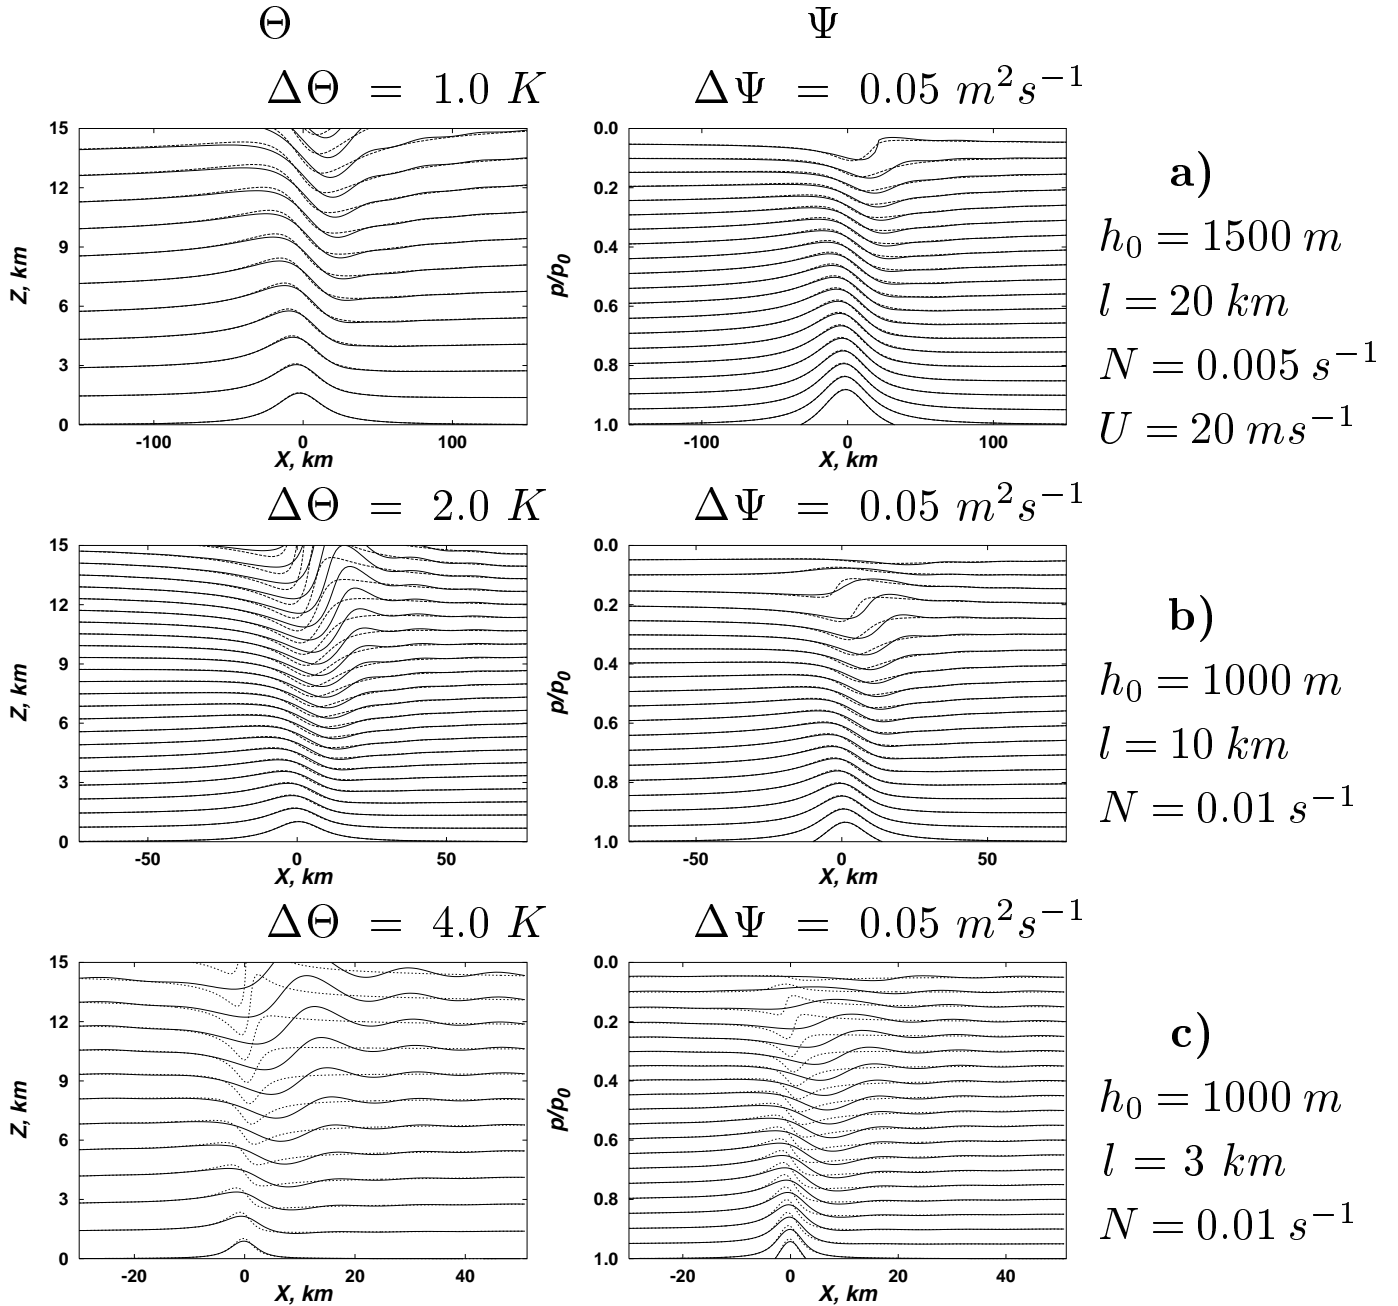 Θ Ψ
ΔΘ = 1.0 K ΔΨ = 0.05 m²s⁻¹
15
12
9
6
3
0
Z, km
-100 0 100
X, km
0.0
0.2
0.4
0.6
0.8
1.0
p/p₀
-100 0 100
X, km
a)
h₀ = 1500 m
l = 20 km
N = 0.005 s⁻¹
U = 20 ms⁻¹
ΔΘ = 2.0 K ΔΨ = 0.05 m²s⁻¹
15
12
9
6
3
0
Z, km
-50 0 50
X, km
0.0
0.2
0.4
0.6
0.8
1.0
p/p₀
-50 0 50
X, km
b)
h₀ = 1000 m
l = 10 km
N = 0.01 s⁻¹
ΔΘ = 4.0 K ΔΨ = 0.05 m²s⁻¹
15
12
9
6
3
0
Z, km
-20 0 20 40
X, km
0.0
0.2
0.4
0.6
0.8
1.0
p/p₀
-20 0 20 40
X, km
c)
h₀ = 1000 m
l = 3 km
N = 0.01 s⁻¹